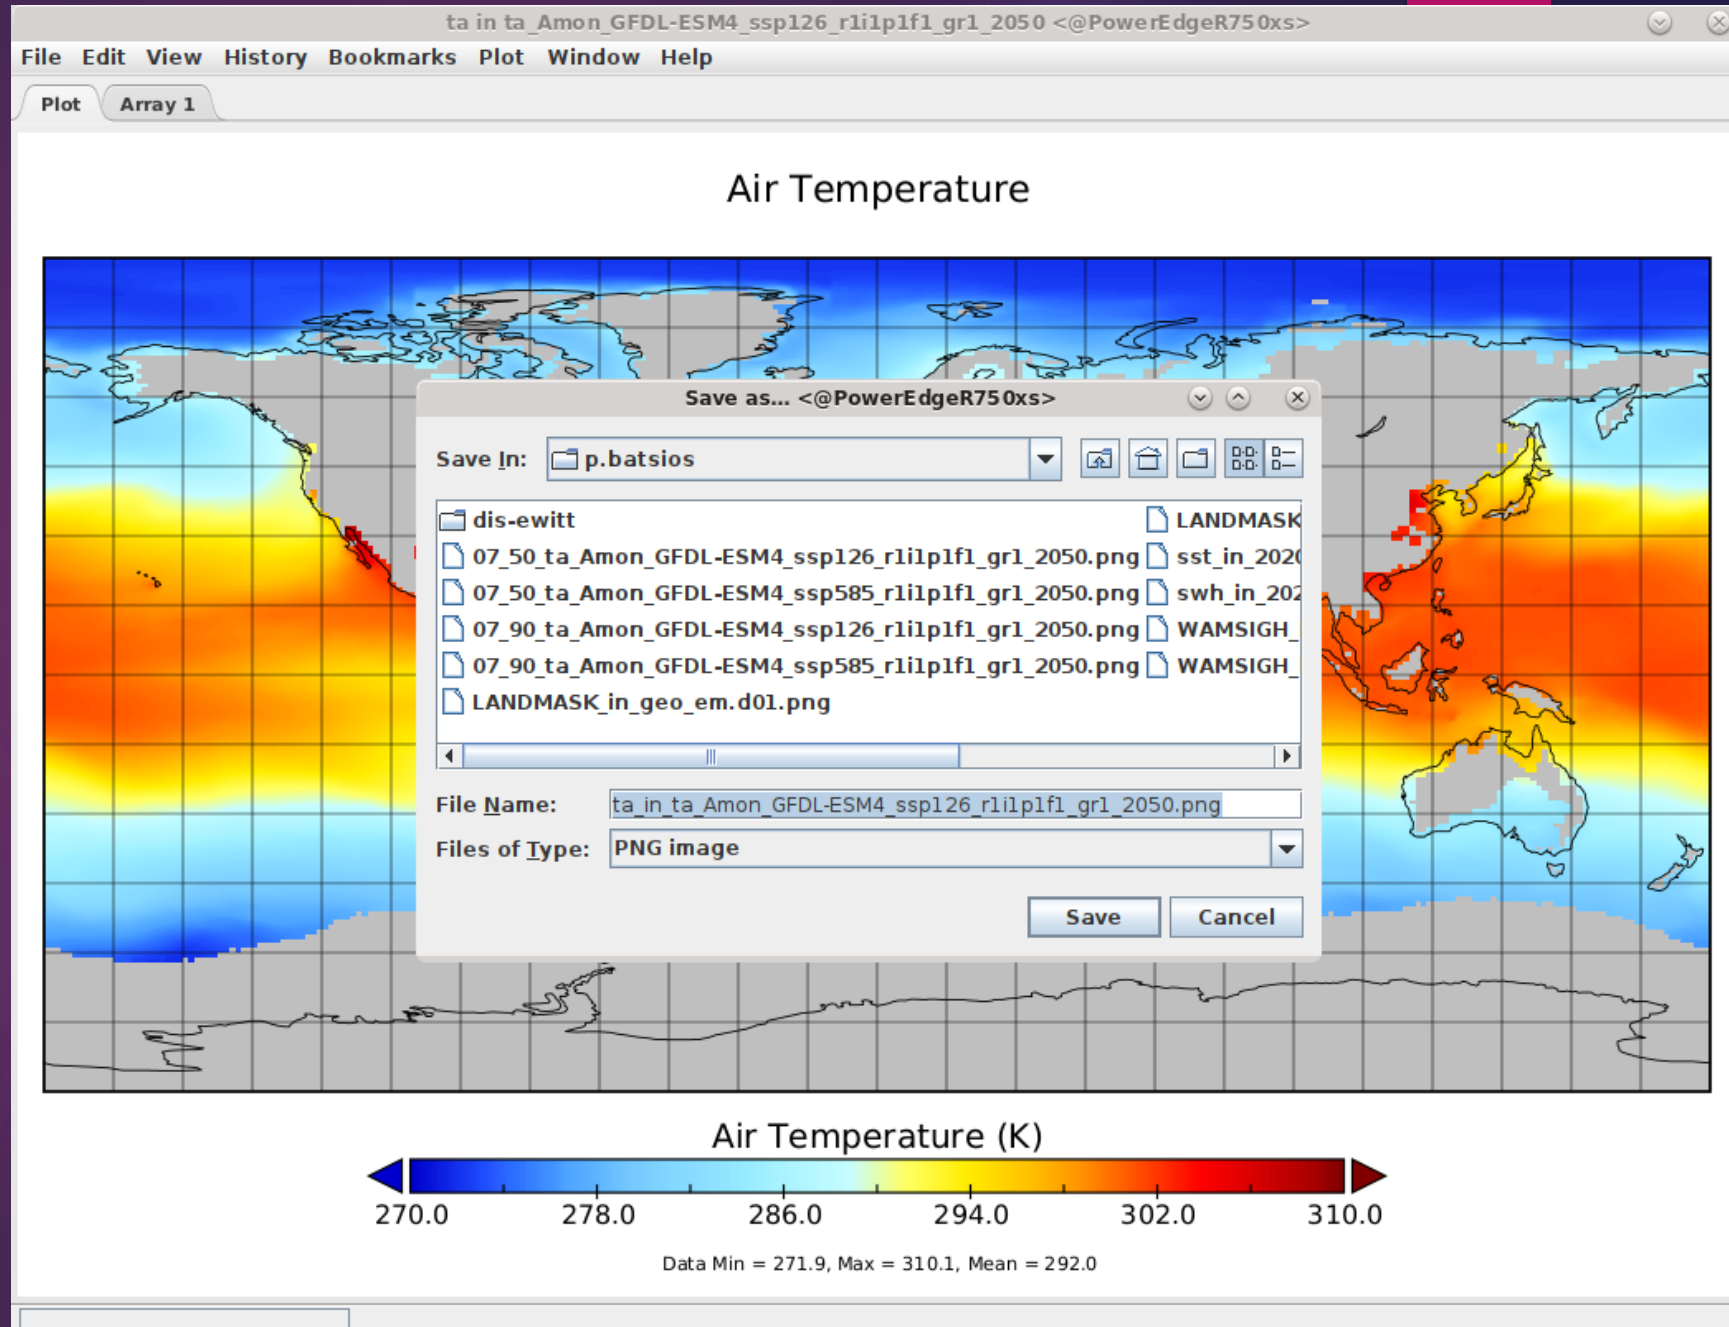 ta in ta_Amon_GFDL-ESM4_ssp126_r1i1p1f1_gr1_2050 <@PowerEdgeR750xs>
File Edit View History Bookmarks Plot Window Help
Plot Array 1
Air Temperature
Save as... <@PowerEdgeR750xs>
Save In: p.batsios
dis-ewitt LANDMASK
07_50_ta_Amon_GFDL-ESM4_ssp126_r1i1p1f1_gr1_2050.png sst_in_2020
07_50_ta_Amon_GFDL-ESM4_ssp585_r1i1p1f1_gr1_2050.png swh_in_202
07_90_ta_Amon_GFDL-ESM4_ssp126_r1i1p1f1_gr1_2050.png WAMSIGH_
07_90_ta_Amon_GFDL-ESM4_ssp585_r1i1p1f1_gr1_2050.png WAMSIGH_
LANDMASK_in_geo_em.d01.png
File Name: ta_in_ta_Amon_GFDL-ESM4_ssp126_r1i1p1f1_gr1_2050.png
Files of Type: PNG image
Save Cancel
Air Temperature (K)
270.0 278.0 286.0 294.0 302.0 310.0
Data Min = 271.9, Max = 310.1, Mean = 292.0